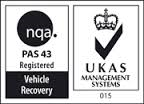 nqa.
PAS 43
Registered
Vehicle
Recovery
UKAS
MANAGEMENT
SYSTEMS
015